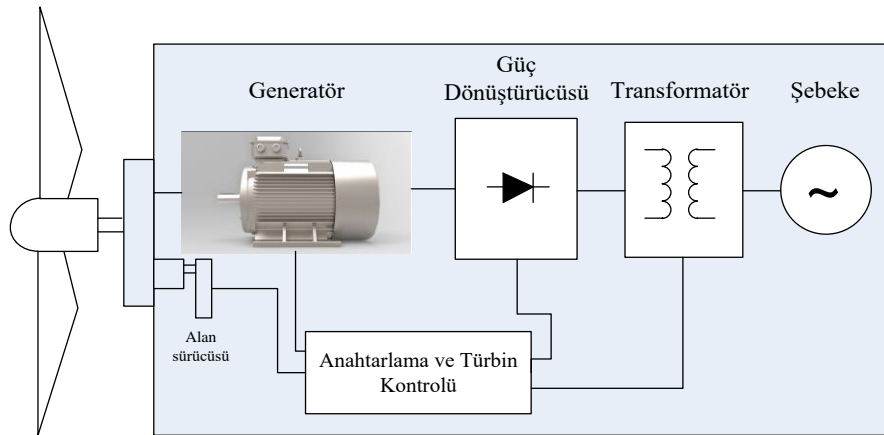 Generatör
Güç
Dönüştürücüsü
Transformatör
Şebeke
~
Alan
sürücüsü
Anahtarlama ve Türbin
Kontrolü